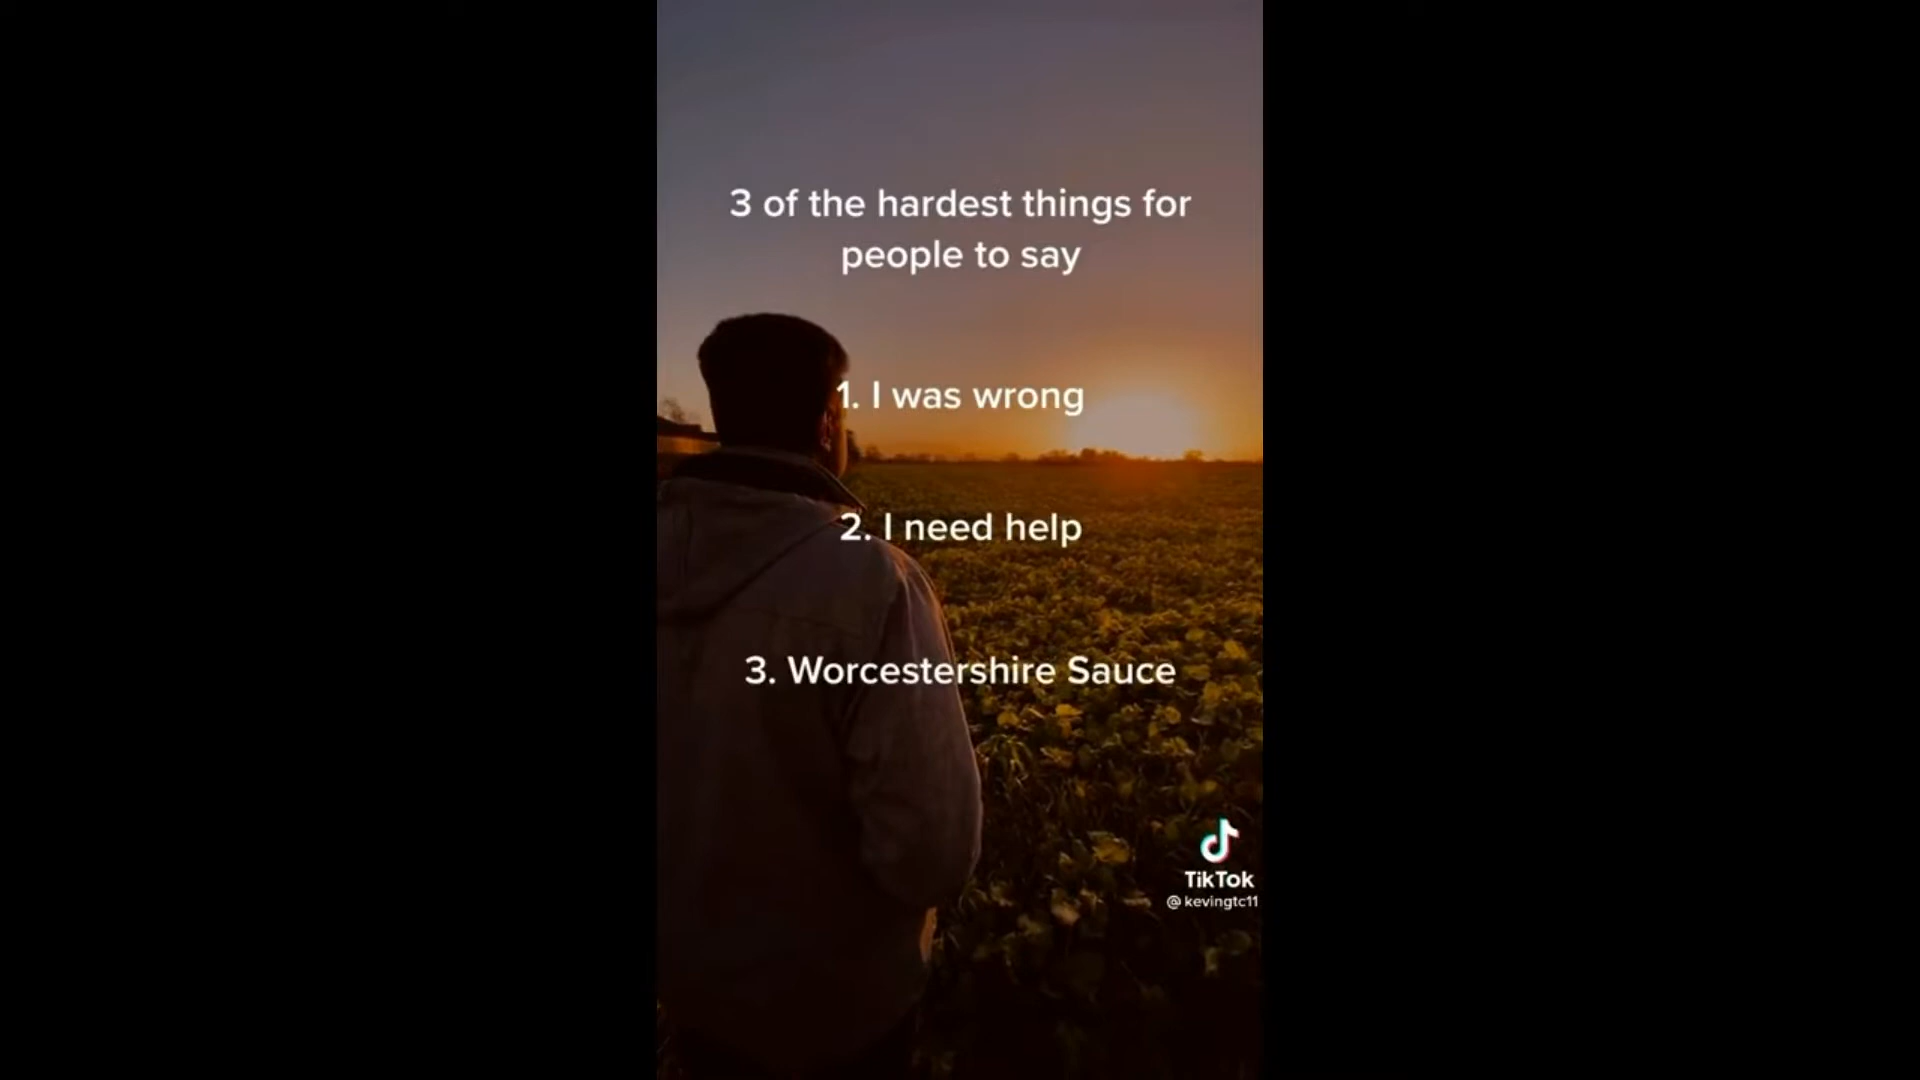 3 of the hardest things for
people to say
1. I was wrong
2. I need help
3. Worcestershire Sauce
TikTok
@kevingtc11